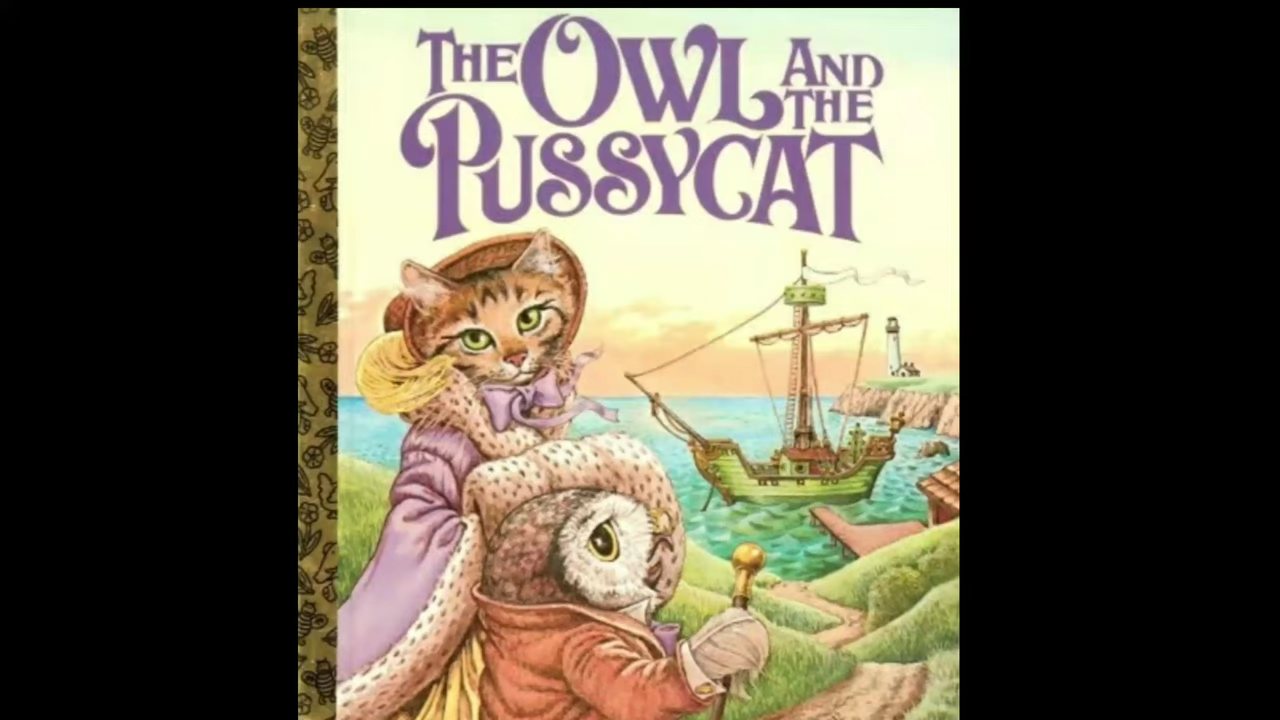 THE OWL AND THE
PUSSYCAT